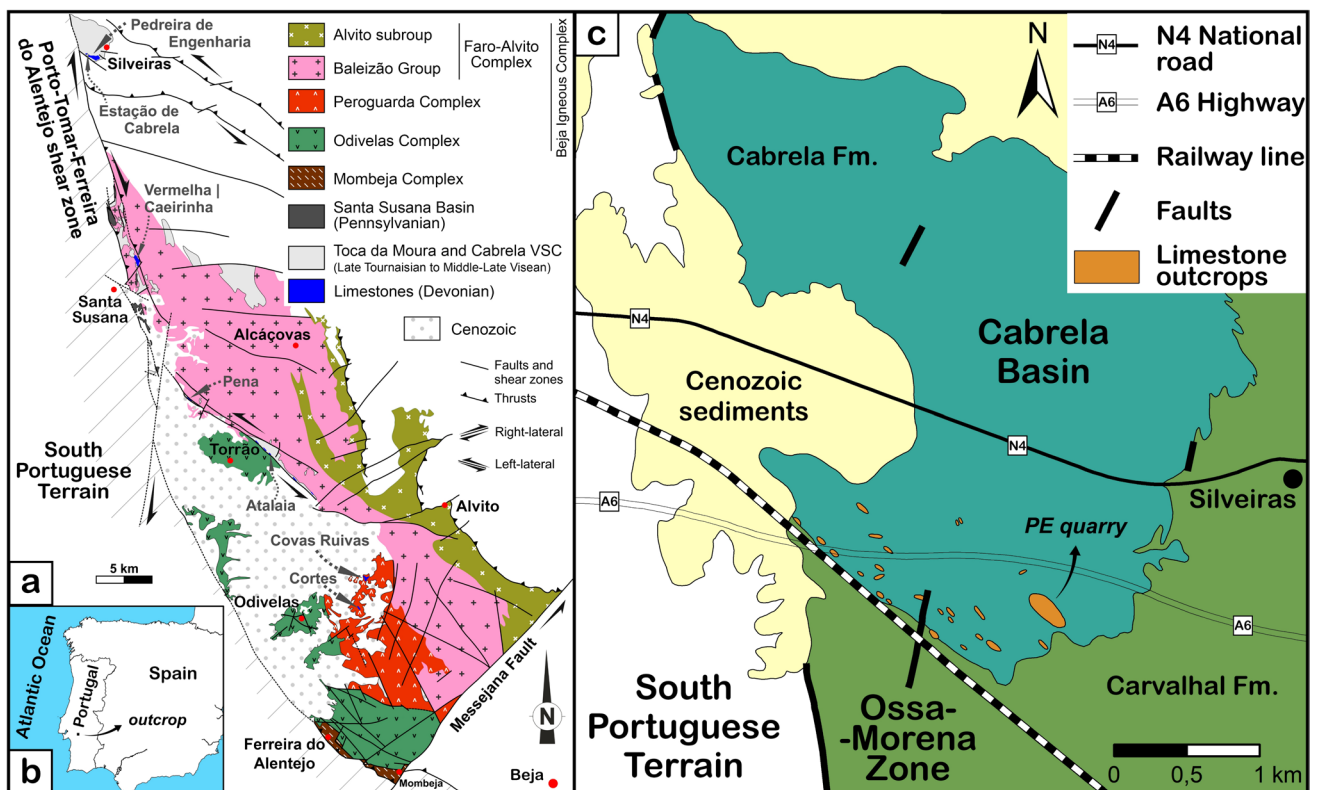 Pedreira de
Engenharia
Silveiras
Porto-Tomar-Ferreira
do Alentejo shear zone
Estação de
Cabrela
Vermelha |
Caeirinha
Santa
Susana
Alcáçovas
Pena
South
Portuguese
Terrain
Torrão
Atalaia
Alvito
Covas Ruivas
Cortes
Odivelas
Messejana Fault
Ferreira do
Alentejo
Mombeja
Beja
N
5 km
a
Alvito subroup
Baleizão Group
Faro-Alvito
Complex
Peroguarda Complex
Odivelas Complex
Beja Igneous Complex
Mombeja Complex
Santa Susana Basin
(Pennsylvanian)
Toca da Moura and Cabrela VSC
(Late Tournaisian to Middle-Late Visean)
Limestones (Devonian)
Cenozoic
Faults and
shear zones
Thrusts
Right-lateral
Left-lateral
Atlantic Ocean
Portugal
Spain
outcrop
b
c
N
N4
N4 National
road
A6
A6 Highway
Railway line
Faults
Limestone
outcrops
Cabrela Fm.
Cabrela
Basin
N4
Cenozoic
sediments
N4
Silveiras
A6
PE quarry
A6
Carvalhal Fm.
South
Portuguese
Terrain
Ossa-
-Morena
Zone
0 0,5 1 km